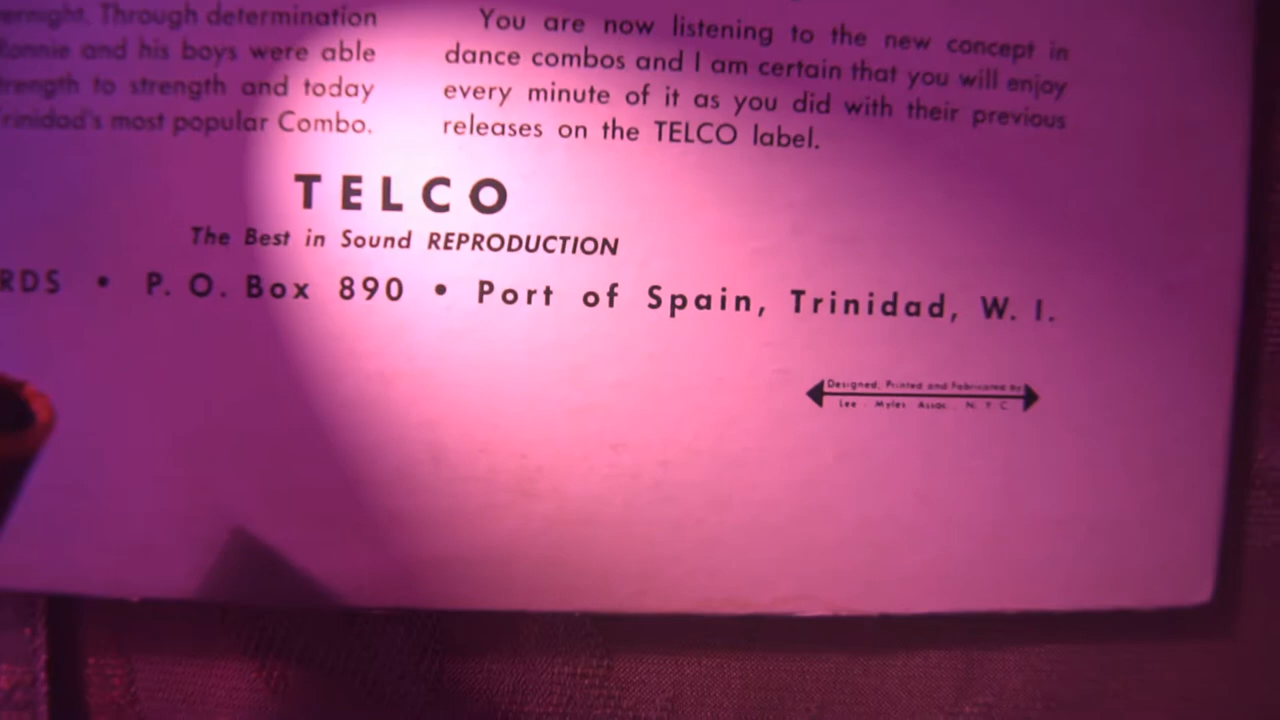 ernight. Through determination
Ronnie and his boys were able
trength to strength and today
Trinidad's most popular Combo.
You are now listening to the new concept in
dance combos and I am certain that you will enjoy
every minute of it as you did with their previous
releases on the TELCO label.
TELCO
The Best in Sound REPRODUCTION
RDS • P. O. Box 890 • Port of Spain, Trinidad, W. I.
Designed, Printed and Fabricated By
Lee - Myles Assoc. N. Y. C.